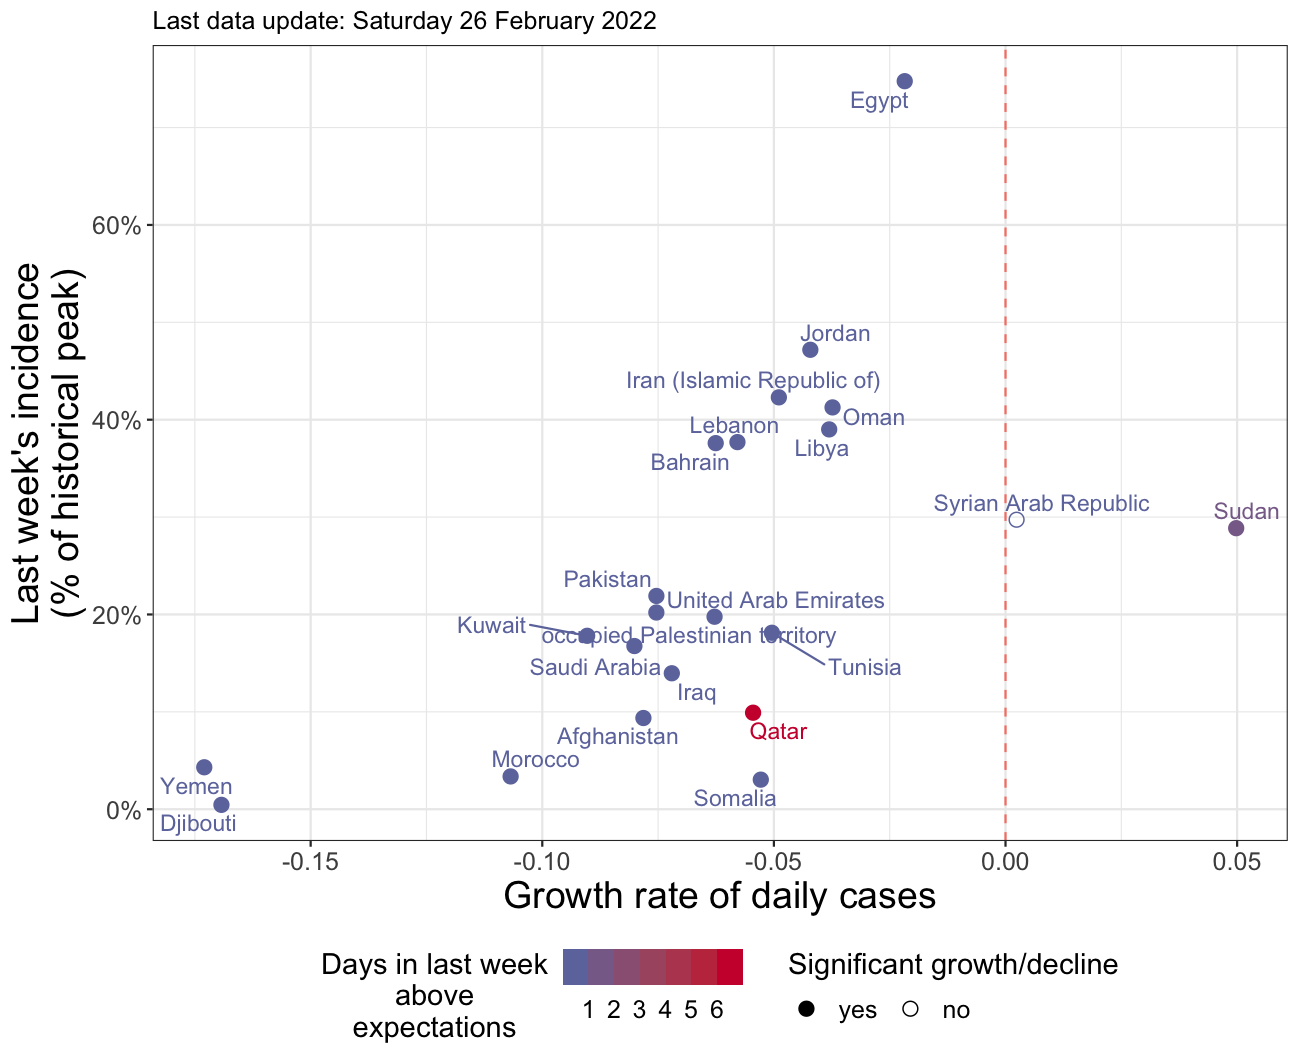 Last data update: Saturday 26 February 2022
Last week's incidence
(% of historical peak)
60%
40%
20%
0%
Egypt
Jordan
Iran (Islamic Republic of)
Oman
Lebanon
Libya
Bahrain
Syrian Arab Republic
Sudan
Pakistan
United Arab Emirates
Kuwait
occupied Palestinian territory
Saudi Arabia
Tunisia
Iraq
Qatar
Afghanistan
Morocco
Yemen
Somalia
Djibouti
-0.15 -0.10 -0.05 0.00 0.05
Growth rate of daily cases
Days in last week
above
expectations
1 2 3 4 5 6
Significant growth/decline
yes no